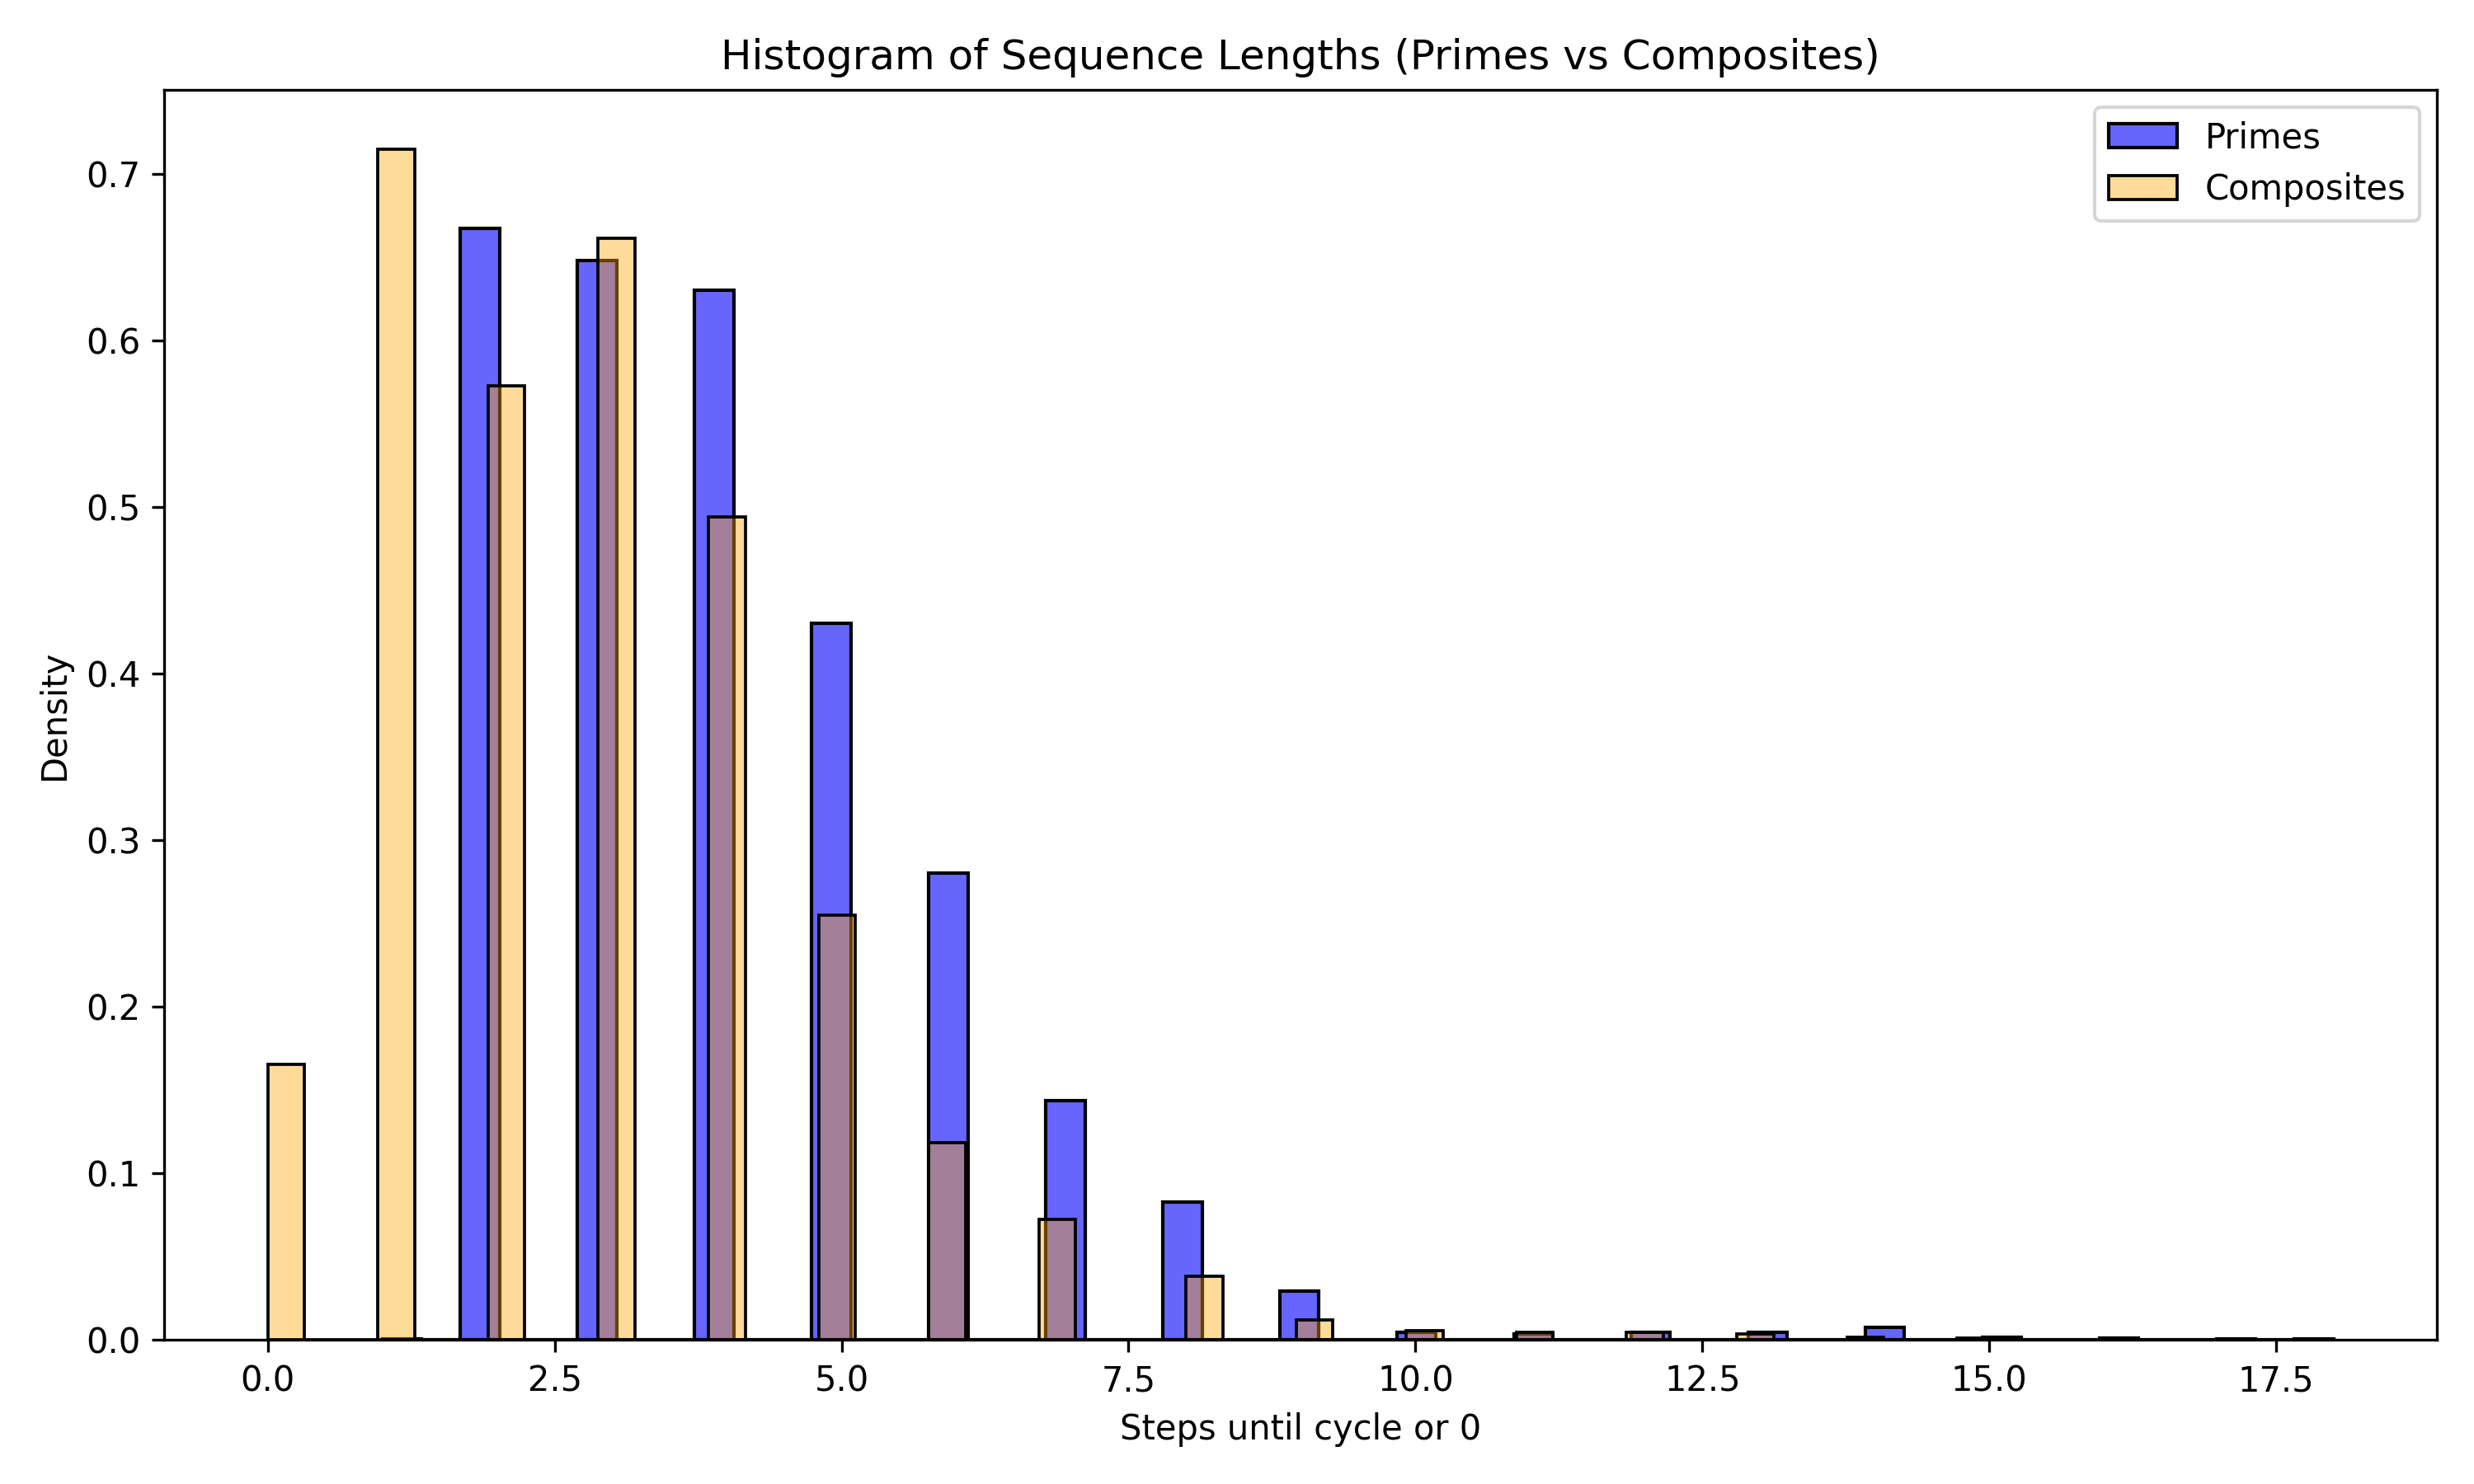 Histogram of Sequence Lengths (Primes vs Composites)
Primes
Composites
Density
0.7
0.6
0.5
0.4
0.3
0.2
0.1
0.0
0.0 2.5 5.0 7.5 10.0 12.5 15.0 17.5
Steps until cycle or 0